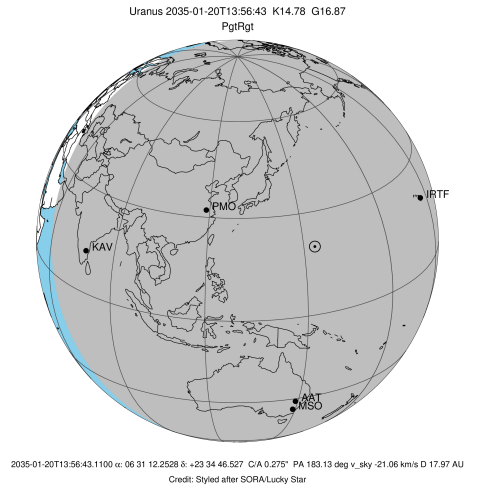 Uranus 2035-01-20T13:56:43 K14.78 G16.87
PgtRgt
IRTF
PMO
KAV
AAT
MSO
2035-01-20T13:56:43.1100 α: 06 31 12.2528 δ: +23 34 46.527 C/A 0.275" PA 183.13 deg v_sky -21.06 km/s D 17.97 AU
Credit: Styled after SORA/Lucky Star